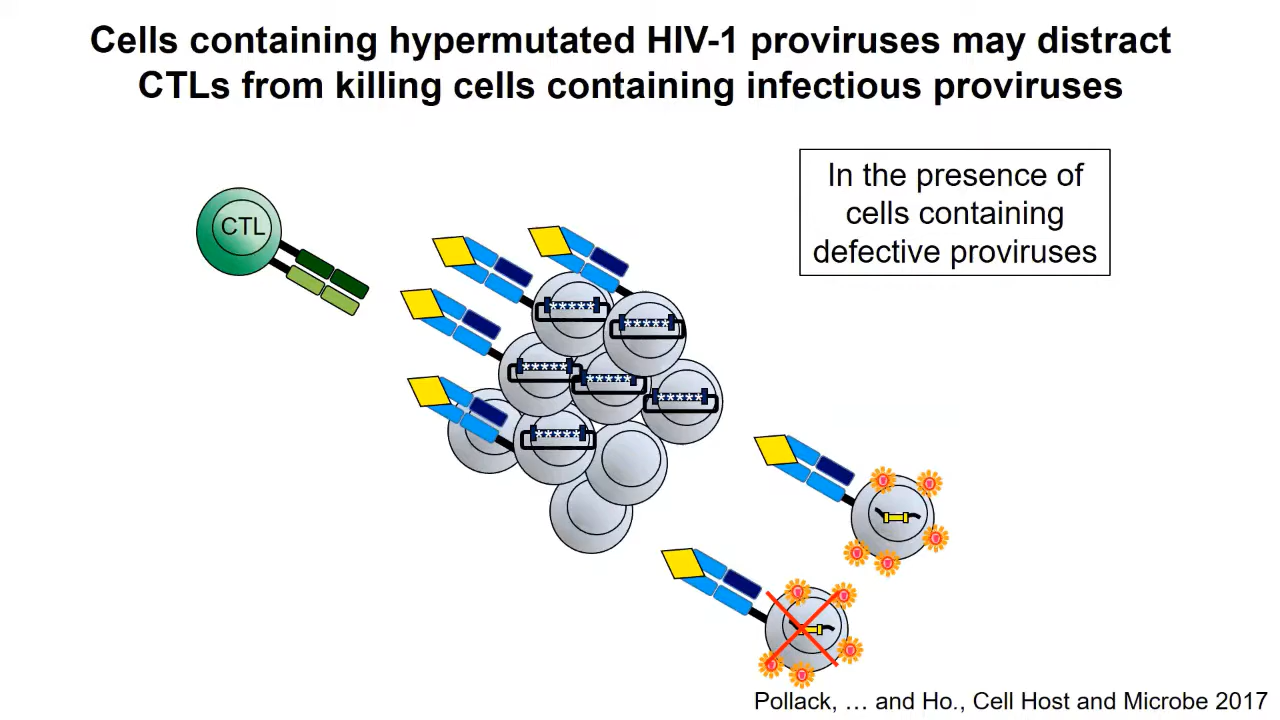 Cells containing hypermutated HIV-1 proviruses may distract
CTLs from killing cells containing infectious proviruses
In the presence of
cells containing
defective proviruses
CTL
*****
*****
*****
*****
*****
*****
Pollack, … and Ho., Cell Host and Microbe 2017